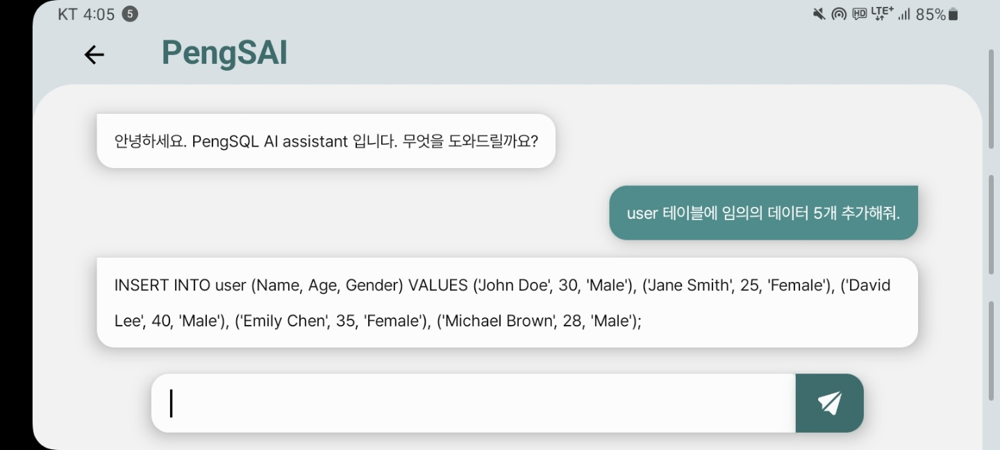 KT 4:05 5
HD LTE+ 85%
PengSAI
안녕하세요. PengSQL AI assistant 입니다. 무엇을 도와드릴까요?
user 테이블에 임의의 데이터 5개 추가해줘.
INSERT INTO user (Name, Age, Gender) VALUES ('John Doe', 30, 'Male'), ('Jane Smith', 25, 'Female'), ('David
Lee', 40, 'Male'), ('Emily Chen', 35, 'Female'), ('Michael Brown', 28, 'Male');